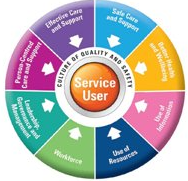 Effective Care
and Support
Safe Care
and Support
Better Health
and Wellbeing
Use of
Information
Use of
Resources
Workforce
Leadership,
Governance and
Management
Person-Centred
Care and Support
CULTURE OF QUALITY AND SAFETY
Service
User